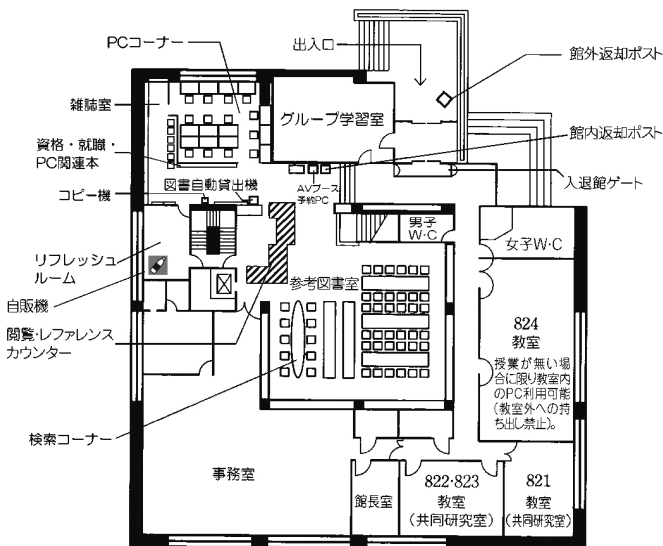 PCコーナー
出入口
館外返却ポスト
雑誌室
グループ学習室
館内返却ポスト
資格・就職・
PC関連本
図書自動貸出機
AVブース
予約PC
入退館ゲート
コピー機
男子
W・C
女子W・C
リフレッシュ
ルーム
参考図書室
自販機
824
教室
授業が無い場
合に限り教室内
のPC利用可能
(教室外への持
ち出し禁止)。
閲覧・レファレンス
カウンター
検索コーナー
事務室
館長室
822・823
教室
(共同研究室)
821
教室
(共同研究室)